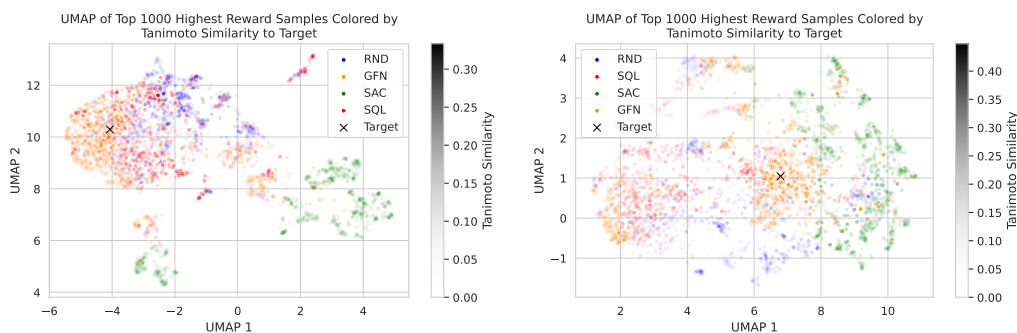 UMAP of Top 1000 Highest Reward Samples Colored by
Tanimoto Similarity to Target
12
10
8
6
4
−6
−4
−2
0
2
4
UMAP 1
UMAP 2
RND
GFN
SAC
SQL
Target
0.30
0.25
0.20
0.15
0.10
0.05
0.00
Tanimoto Similarity
UMAP of Top 1000 Highest Reward Samples Colored by
Tanimoto Similarity to Target
4
3
2
1
0
−1
2
4
6
8
10
UMAP 1
UMAP 2
RND
SQL
SAC
GFN
Target
0.40
0.35
0.30
0.25
0.20
0.15
0.10
0.05
0.00
Tanimoto Similarity